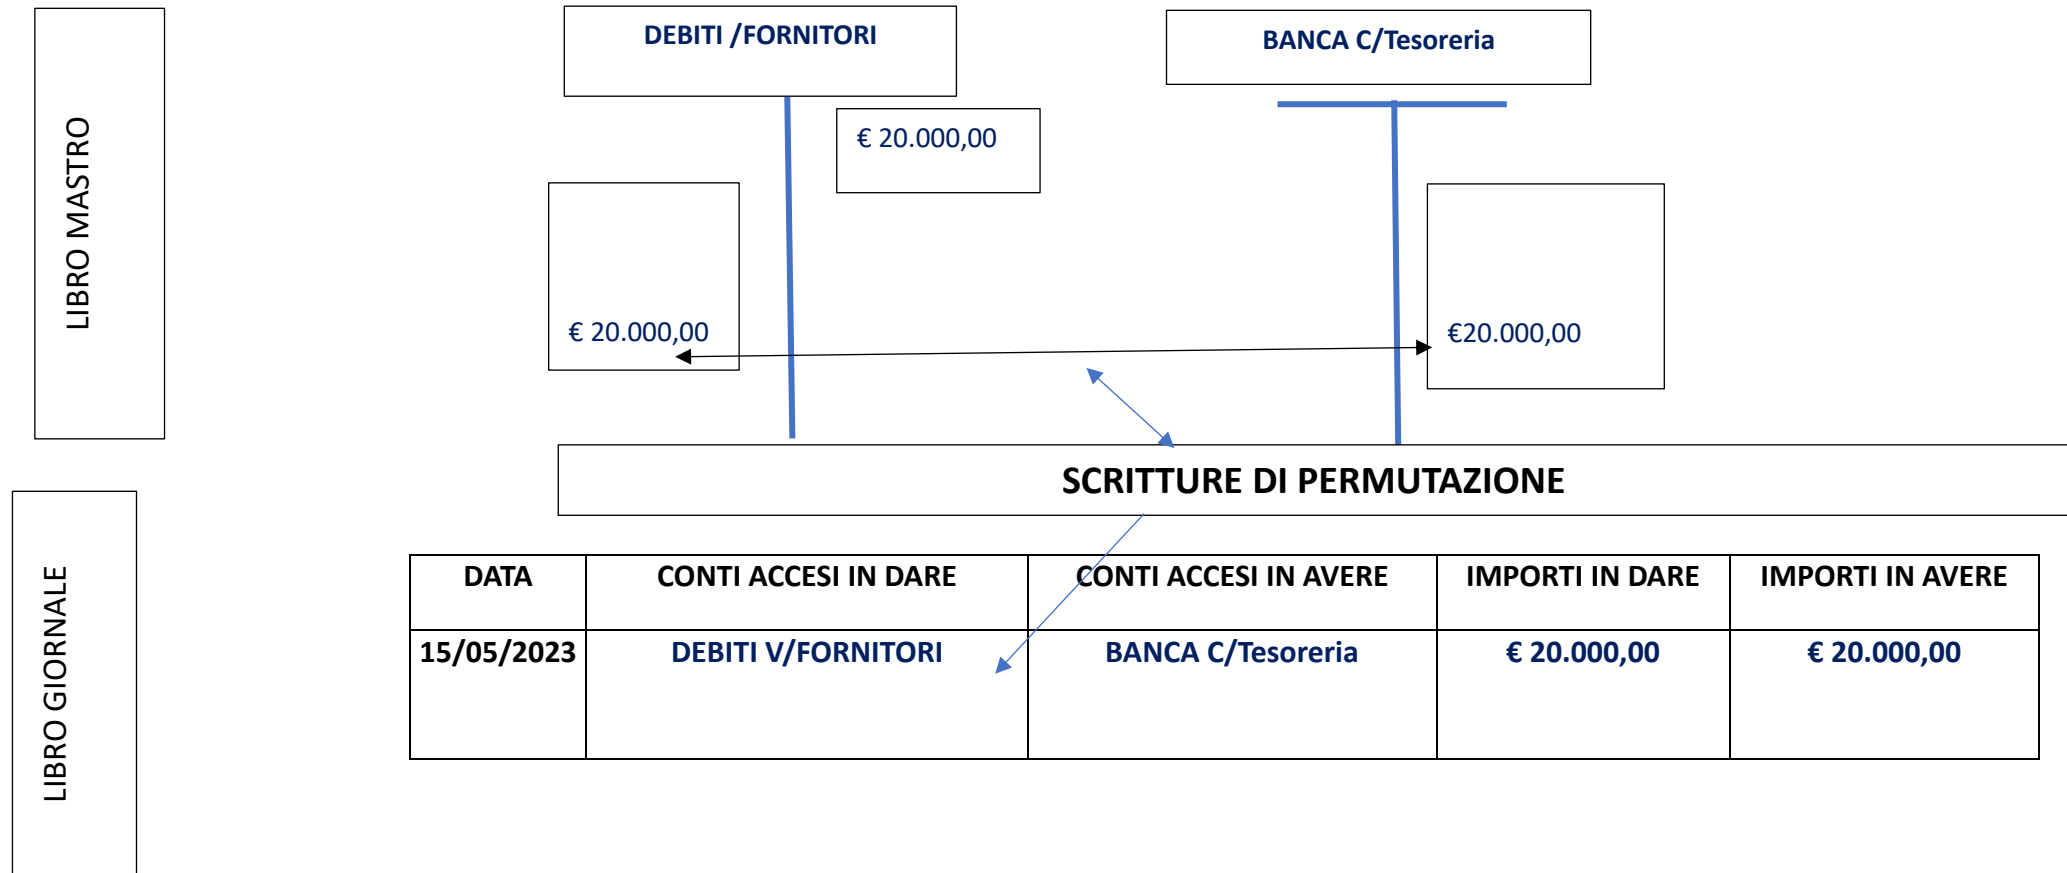 LIBRO MASTRO
DEBITI /FORNITORI
BANCA C/Tesoreria
€ 20.000,00
€ 20.000,00
€20.000,00
SCRITTURE DI PERMUTAZIONE
LIBRO GIORNALE
DATA CONTI ACCESI IN DARE CONTI ACCESI IN AVERE IMPORTI IN DARE IMPORTI IN AVERE
15/05/2023 DEBITI V/FORNITORI BANCA C/Tesoreria € 20.000,00 € 20.000,00